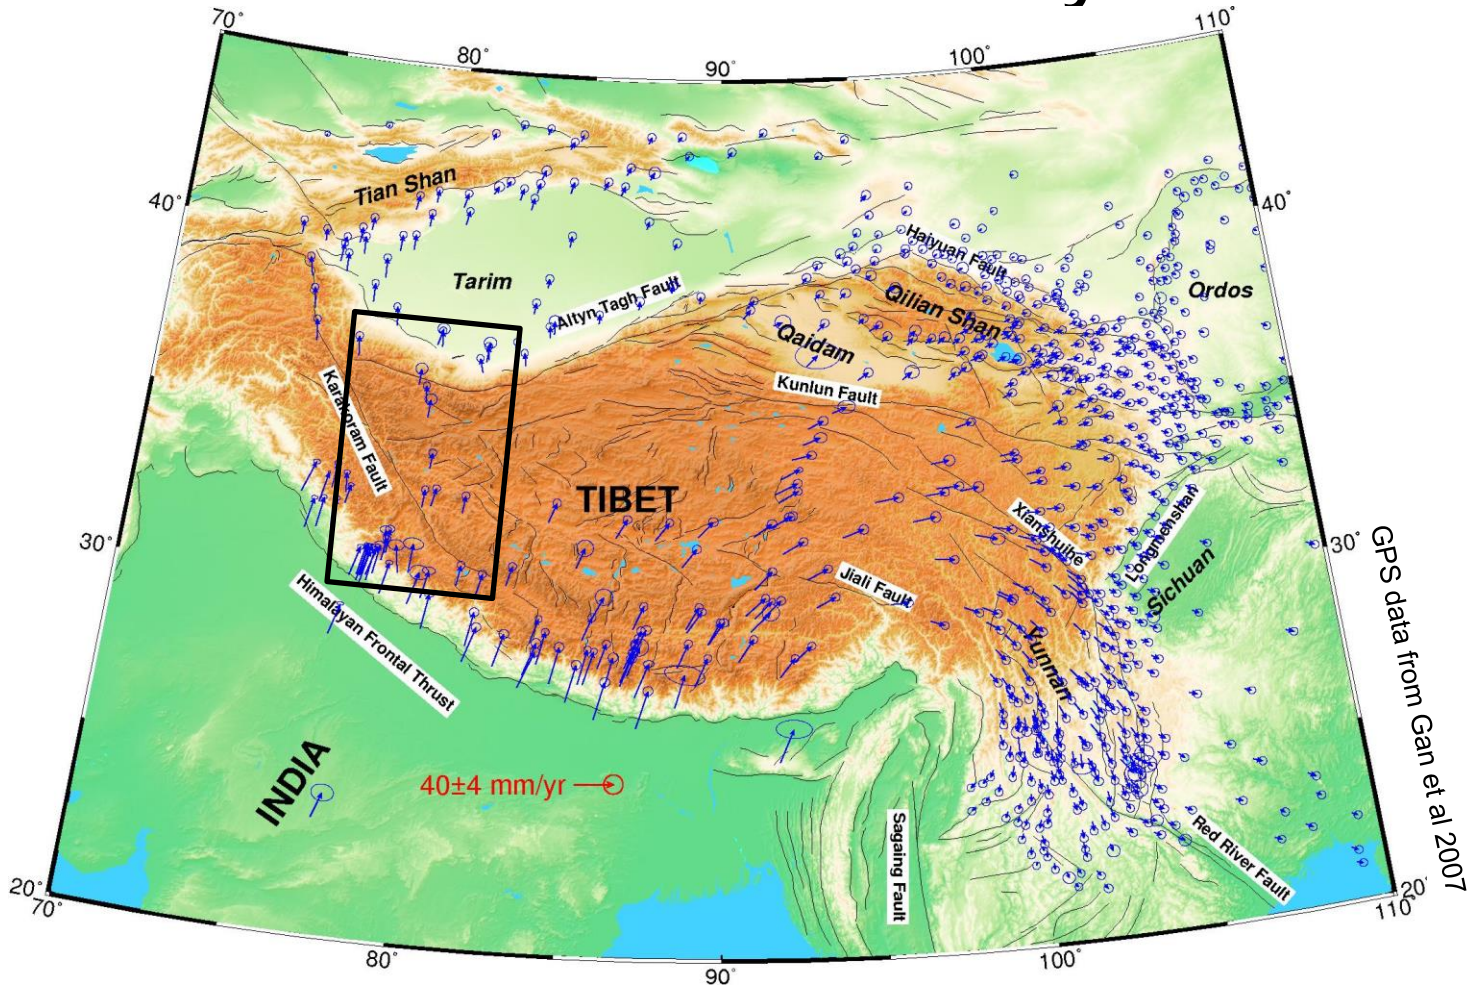 70°
80°
90°
100°
110°
40°
Tian Shan
40°
Haiyuan Fault
Tarim
Altyn Tagh Fault
Qilian Shan
Ordos
Qaidam
Kunlun Fault
Karakoram Fault
TIBET
Xianshuihe
Longmenshan
30°
30°
Sichuan
Jiali Fault
Himalayan Frontal Thrust
Yunnan
GPS data from Gan et al 2007
INDIA
40±4 mm/yr
Sagaing Fault
Red River Fault
20°
20°
70°
80°
90°
100°
110°